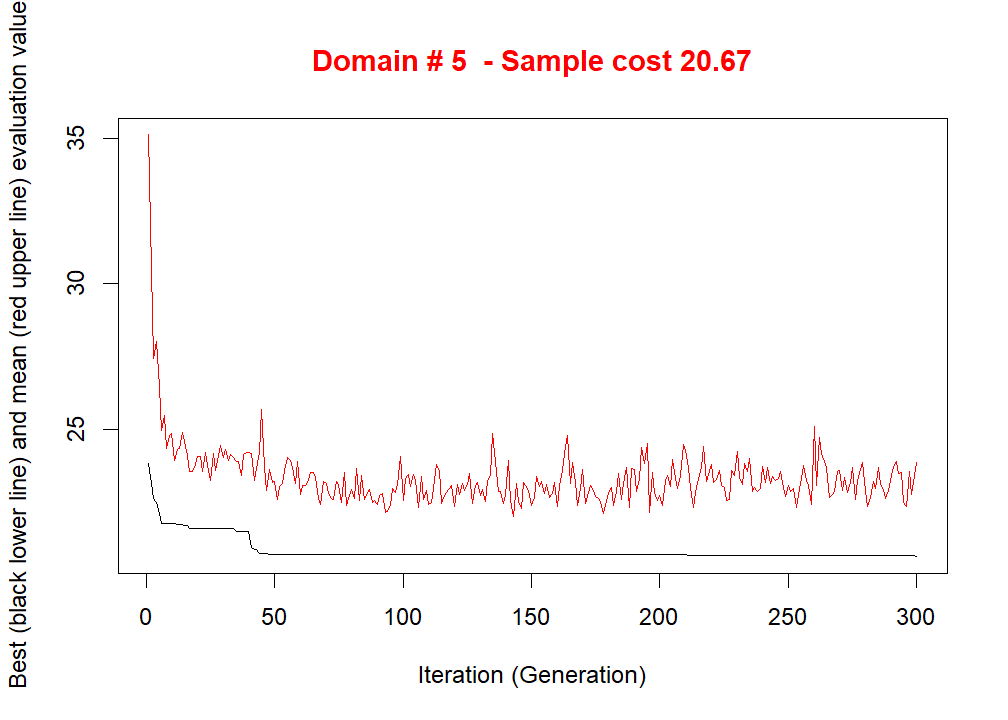 Domain # 5  - Sample cost 20.67
Best (black lower line) and mean (red upper line) evaluation value
35
30
25
0 50 100 150 200 250 300
Iteration (Generation)